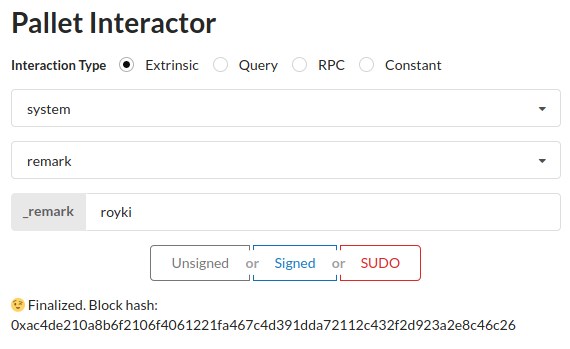 Pallet Interactor
Interaction Type Extrinsic Query RPC Constant
system
remark
_remark royki
Unsigned or Signed or SUDO
😉 Finalized. Block hash:
0xac4de210a8b6f2106f4061221fa467c4d391dda72112c432f2d923a2e8c46c26